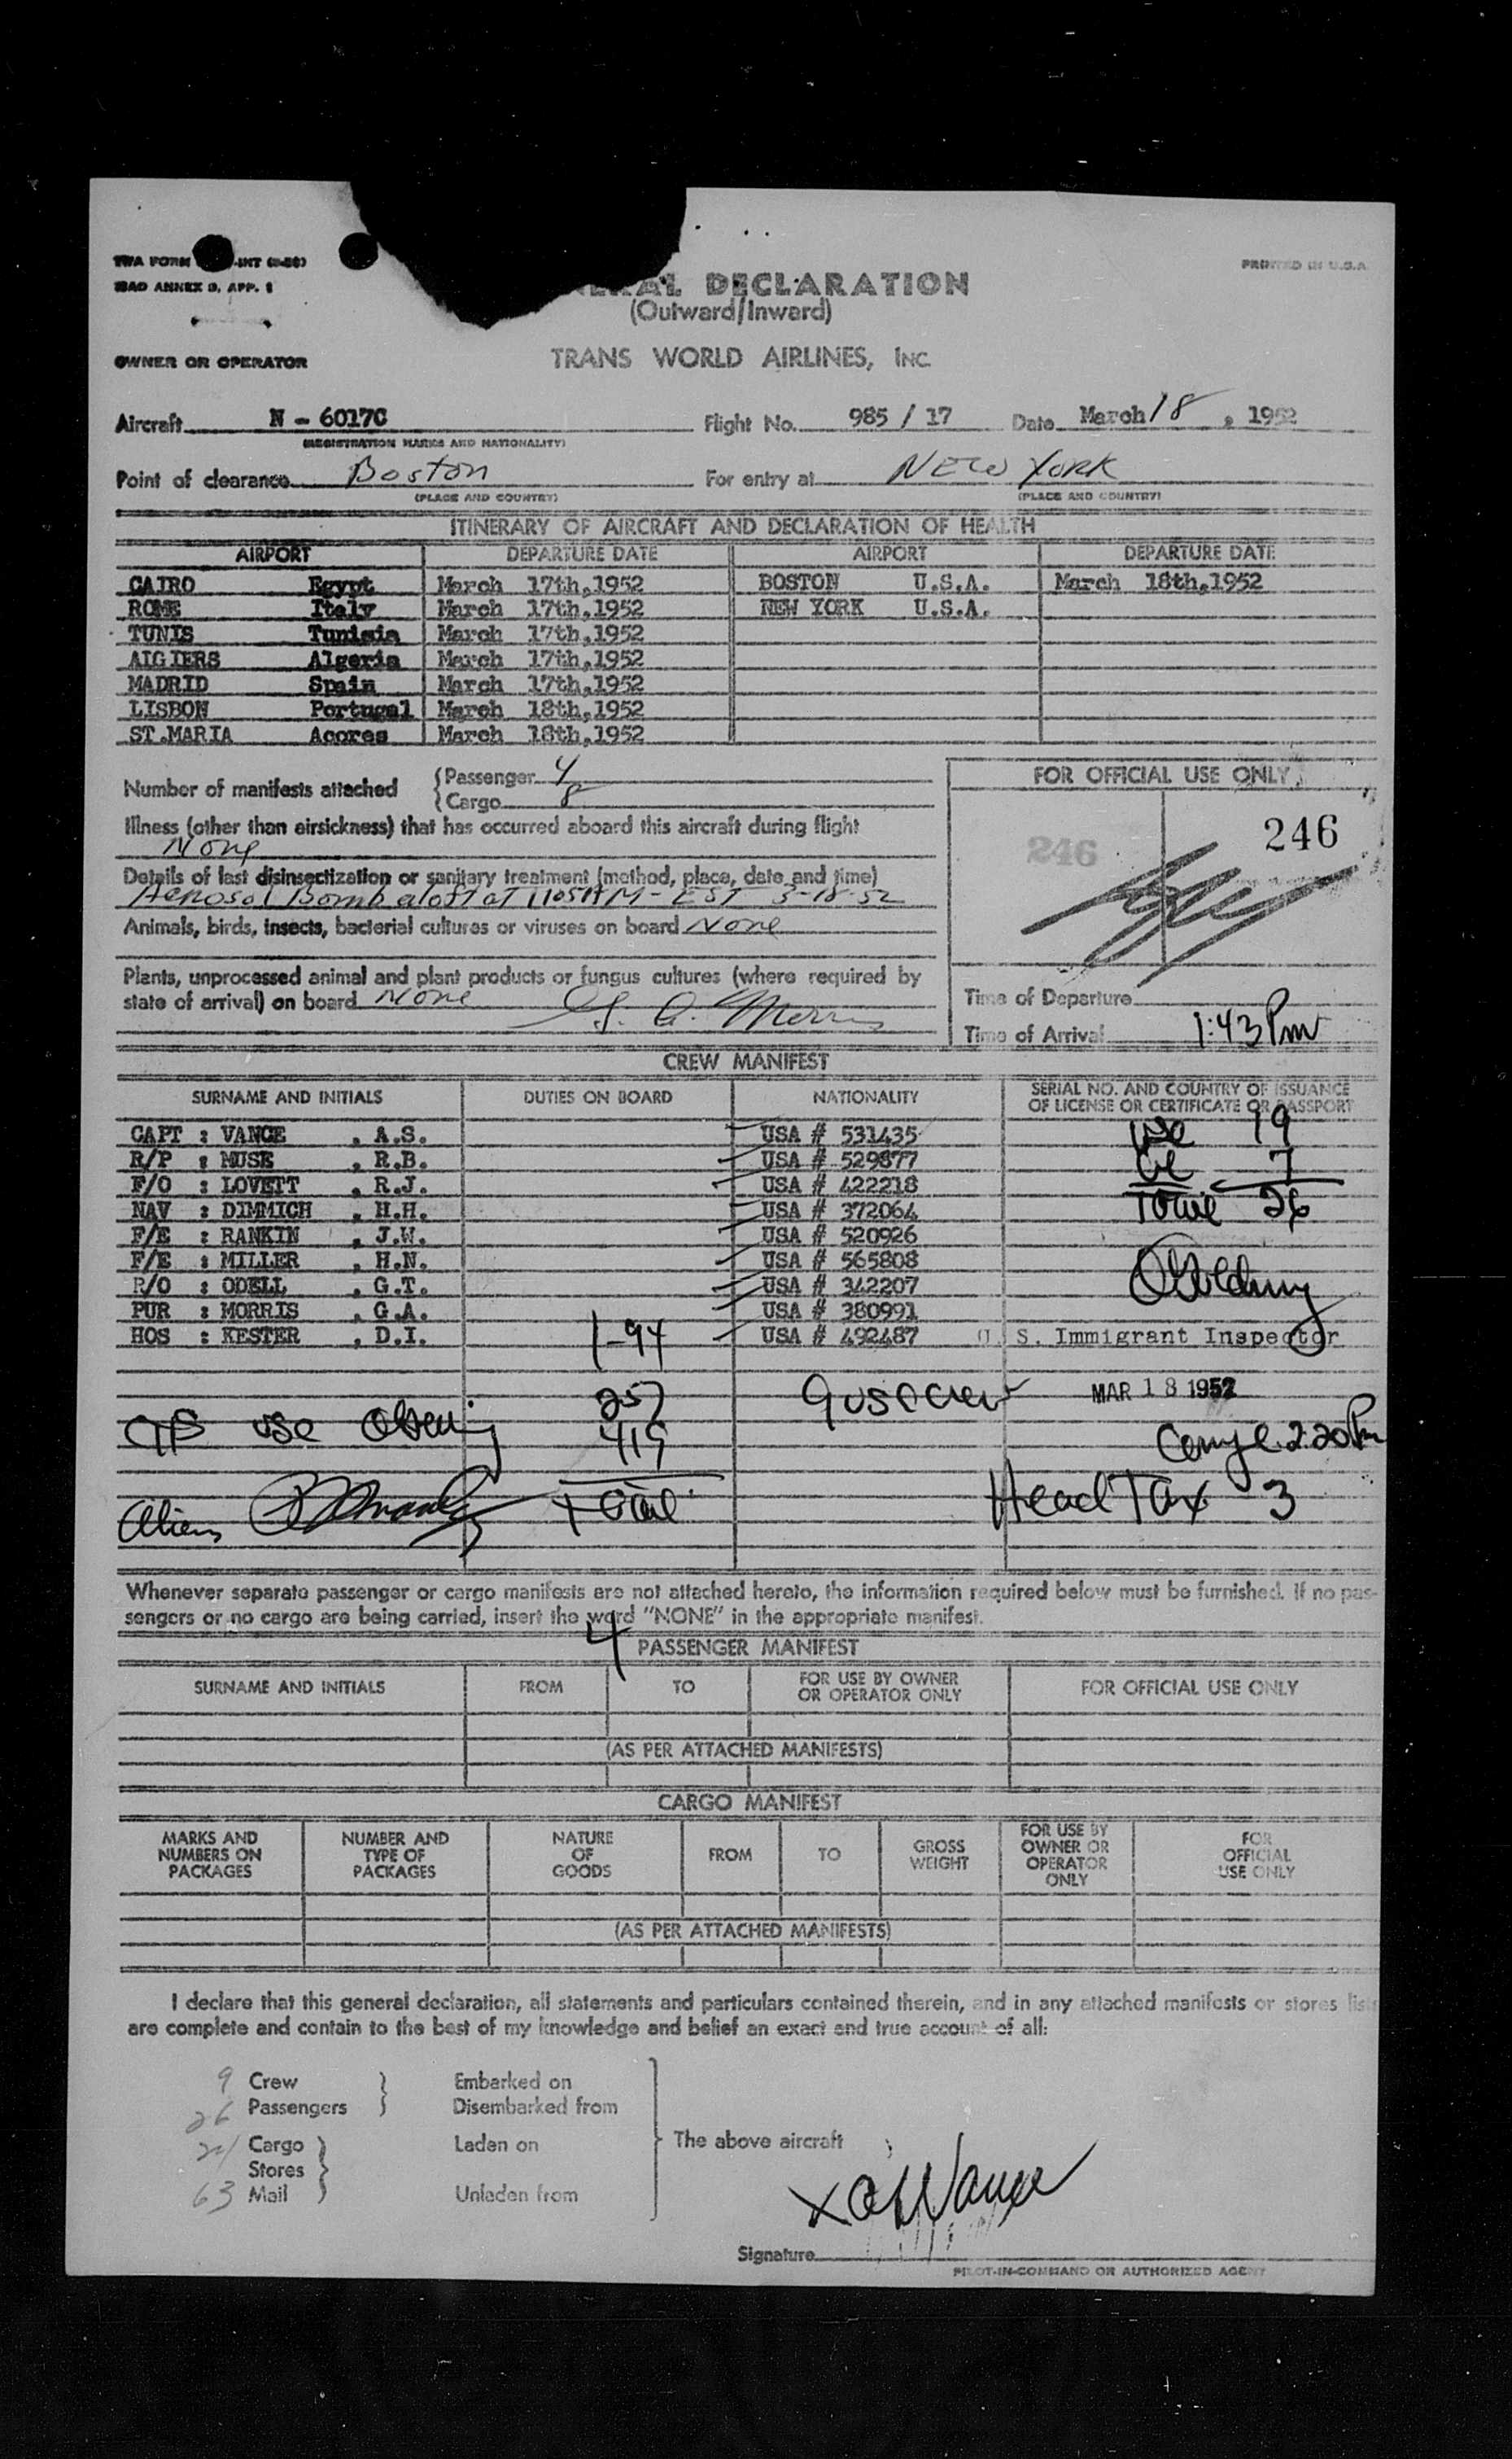 TWA FORM -INT
ICAO ANNEX 9, APP. 1
PRINTED IN U.S.A.
DECLARATION
(Outward/Inward)
OWNER OR OPERATOR TRANS WORLD AIRLINES, INC.
Aircraft N - 6017C Flight No. 985 / 17 Date March 18, 1952
(REGISTRATION MARKS AND NATIONALITY)
Point of clearance Boston For entry at NEW YORK
(PLACE AND COUNTRY) (PLACE AND COUNTRY)
ITINERARY OF AIRCRAFT AND DECLARATION OF HEALTH
AIRPORT DEPARTURE DATE AIRPORT DEPARTURE DATE
CAIRO Egypt March 17th,1952 BOSTON U.S.A. March 18th,1952
ROME Italy March 17th,1952 NEW YORK U.S.A.
TUNIS Tunisia March 17th,1952
ALGIERS Algeria March 17th,1952
MADRID Spain March 17th,1952
LISBON Portugal March 18th,1952
ST.MARIA Acores March 18th,1952
Number of manifests attached
Passenger 4
Cargo 8
FOR OFFICIAL USE ONLY
246 246
Illness (other than airsickness) that has occurred aboard this aircraft during flight
None
Details of last disinsectization or sanitary treatment (method, place, date and time)
Aerosol Bomb aloft at 1105AM - EST 3-18-52
Animals, birds, insects, bacterial cultures or viruses on board None
Plants, unprocessed animal and plant products or fungus cultures (where required by
state of arrival) on board None G. A. Morris
Time of Departure
Time of Arrival 1:43 Pm
CREW MANIFEST
SURNAME AND INITIALS DUTIES ON BOARD NATIONALITY SERIAL NO. AND COUNTRY OF ISSUANCE
OF LICENSE OR CERTIFICATE OR PASSPORT
CAPT : VANCE , A.S. USA # 531435 19
R/P : MUSE , R.B. USA # 529877 7
F/O : LOVETT , R.J. USA # 422218
NAV : DIMMICH , H.H. USA # 372064 26
F/E : RANKIN , J.W. USA # 520926
F/E : MILLER , H.N. USA # 565808
R/O : ODELL , G.T. USA # 342207
PUR : MORRIS , G.A. USA # 380991
HOS : KESTER , D.I. I-94 USA # 492487 U. S. Immigrant Inspector
257 9 USC crew MAR 18 1952
419 2:20 Pm
Aliens Total Head Tax 3
Whenever separate passenger or cargo manifests are not attached hereto, the information required below must be furnished. If no pas-
sengers or no cargo are being carried, insert the word "NONE" in the appropriate manifest.
4 PASSENGER MANIFEST
SURNAME AND INITIALS FROM TO FOR USE BY OWNER
OR OPERATOR ONLY FOR OFFICIAL USE ONLY
(AS PER ATTACHED MANIFESTS)
CARGO MANIFEST
MARKS AND
NUMBERS ON
PACKAGES
NUMBER AND
TYPE OF
PACKAGES
NATURE
OF
GOODS
FROM
TO
GROSS
WEIGHT
FOR USE BY
OWNER OR
OPERATOR
ONLY
FOR
OFFICIAL
USE ONLY
(AS PER ATTACHED MANIFESTS)
I declare that this general declaration, all statements and particulars contained therein, and in any attached manifests or stores list
are complete and contain to the best of my knowledge and belief an exact and true account of all:
9 Crew Embarked on
26 Passengers Disembarked from
21 Cargo Laden on The above aircraft
Stores
63 Mail Unladen from
Signature
PILOT-IN-COMMAND OR AUTHORIZED AGENT